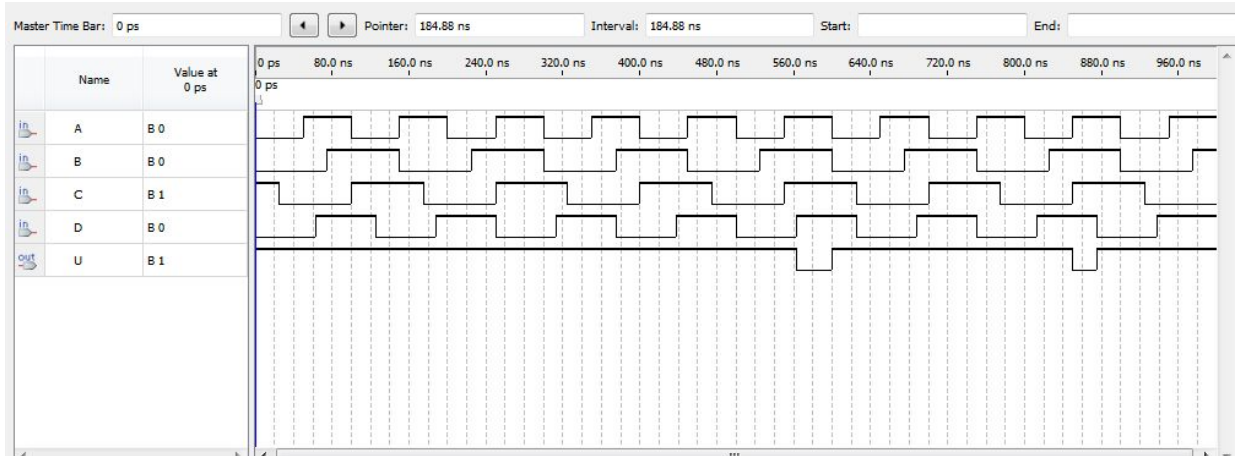 Master Time Bar: 0 ps Pointer: 184.88 ns Interval: 184.88 ns Start: End:
Name Value at 0 ps
0 ps 80.0 ns 160.0 ns 240.0 ns 320.0 ns 400.0 ns 480.0 ns 560.0 ns 640.0 ns 720.0 ns 800.0 ns 880.0 ns 960.0 ns
0 ps
in A B 0
in B B 0
in C B 1
in D B 0
out U B 1